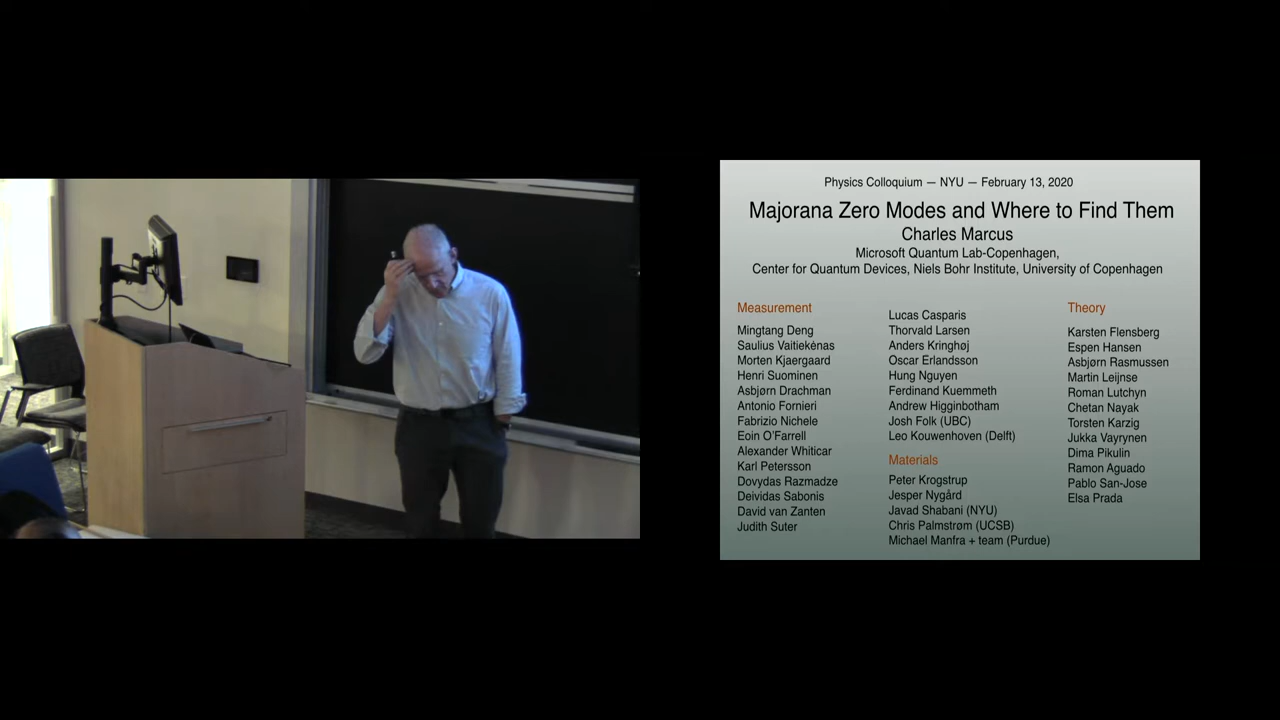 Physics Colloquium — NYU — February 13, 2020
Majorana Zero Modes and Where to Find Them
Charles Marcus
Microsoft Quantum Lab-Copenhagen,
Center for Quantum Devices, Niels Bohr Institute, University of Copenhagen
Measurement
Mingtang Deng
Saulius Vaitiekėnas
Morten Kjaergaard
Henri Suominen
Asbjørn Drachman
Antonio Fornieri
Fabrizio Nichele
Eoin O'Farrell
Alexander Whiticar
Karl Petersson
Dovydas Razmadze
Deividas Sabonis
David van Zanten
Judith Suter
Lucas Casparis
Thorvald Larsen
Anders Kringhøj
Oscar Erlandsson
Hung Nguyen
Ferdinand Kuemmeth
Andrew Higginbotham
Josh Folk (UBC)
Leo Kouwenhoven (Delft)
Materials
Peter Krogstrup
Jesper Nygård
Javad Shabani (NYU)
Chris Palmstrøm (UCSB)
Michael Manfra + team (Purdue)
Theory
Karsten Flensberg
Espen Hansen
Asbjørn Rasmussen
Martin Leijnse
Roman Lutchyn
Chetan Nayak
Torsten Karzig
Jukka Vayrynen
Dima Pikulin
Ramon Aguado
Pablo San-Jose
Elsa Prada